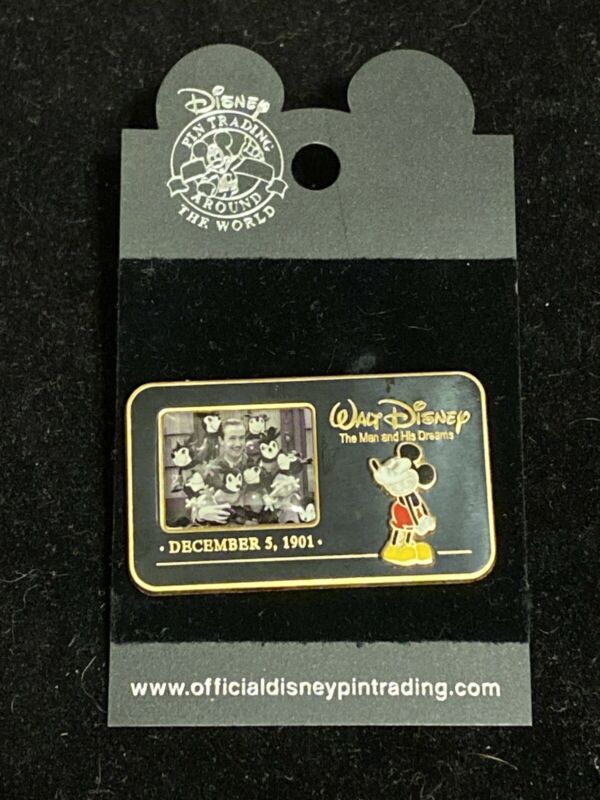 Disney
PIN TRADING
AROUND
THE WORLD
WALT DISNEY
The Man and His Dreams
· DECEMBER 5, 1901 ·
www.officialdisneypintrading.com